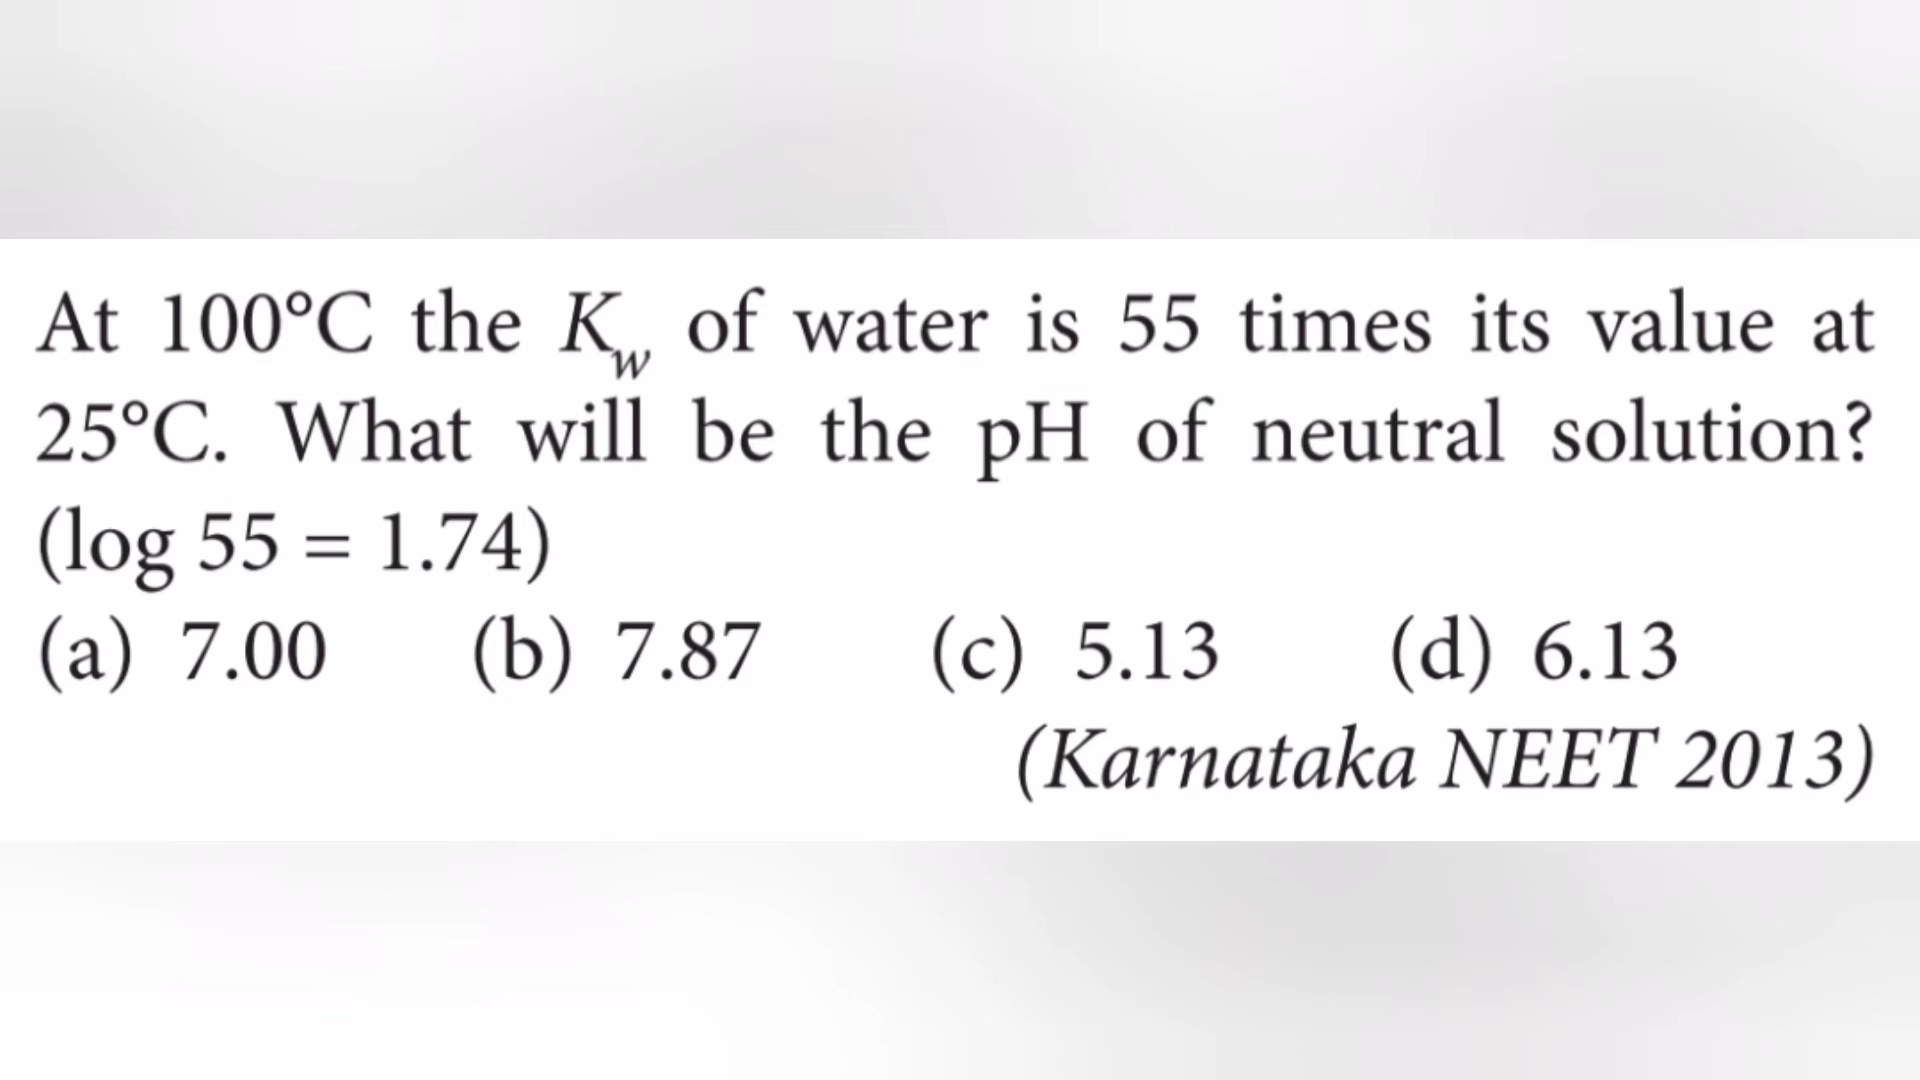 At 100°C the Kw of water is 55 times its value at
25°C. What will be the pH of neutral solution?
(log 55 = 1.74)
(a) 7.00 (b) 7.87 (c) 5.13 (d) 6.13
(Karnataka NEET 2013)